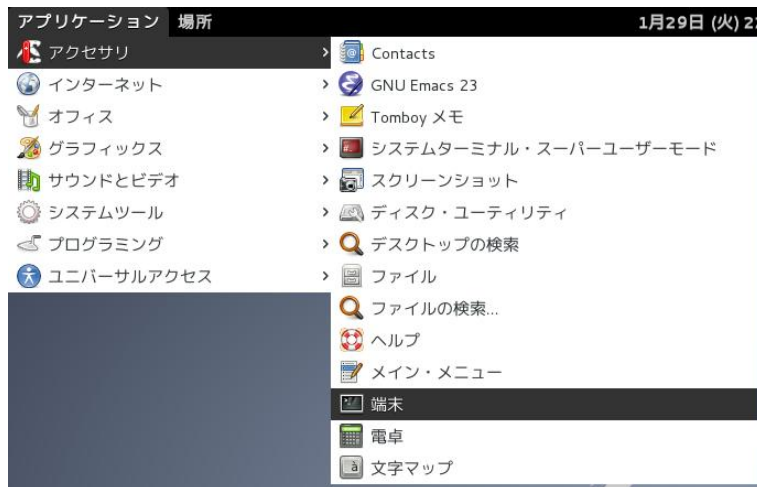 アプリケーション 場所 1月29日 (火)
アクセサリ
インターネット
オフィス
グラフィックス
サウンドとビデオ
システムツール
プログラミング
ユニバーサルアクセス
Contacts
GNU Emacs 23
Tomboy メモ
システムターミナル・スーパーユーザーモード
スクリーンショット
ディスク・ユーティリティ
デスクトップの検索
ファイル
ファイルの検索...
ヘルプ
メイン・メニュー
端末
電卓
文字マップ